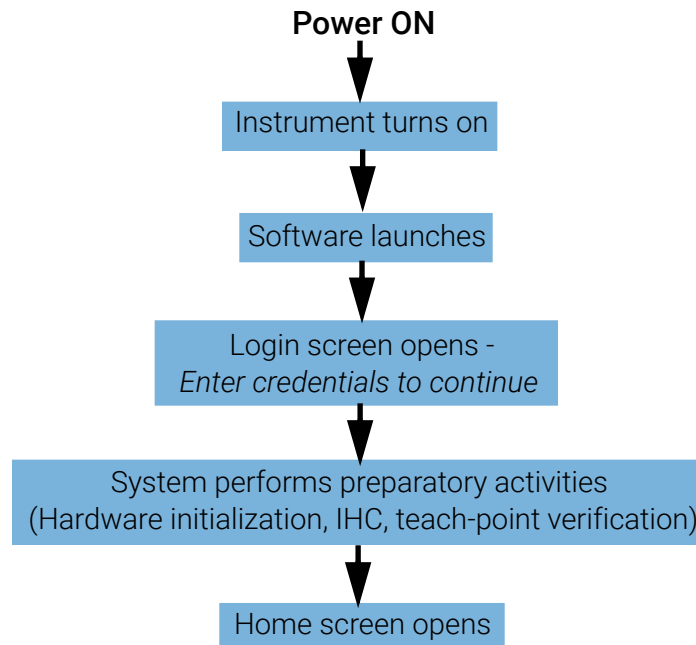 Power ON
Instrument turns on
Software launches
Login screen opens -
Enter credentials to continue
System performs preparatory activities
(Hardware initialization, IHC, teach-point verification)
Home screen opens